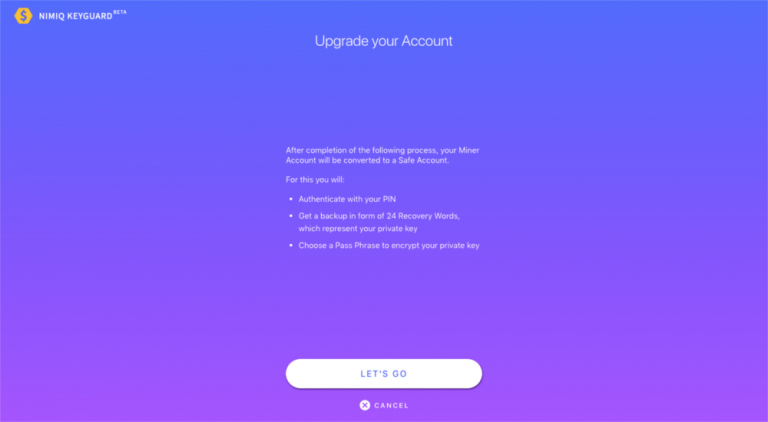 NIMIQ KEYGUARD BETA
Upgrade your Account
After completion of the following process, your Miner
Account will be converted to a Safe Account.
For this you will:
• Authenticate with your PIN
• Get a backup in form of 24 Recovery Words,
which represent your private key
• Choose a Pass Phrase to encrypt your private key
LET'S GO
CANCEL